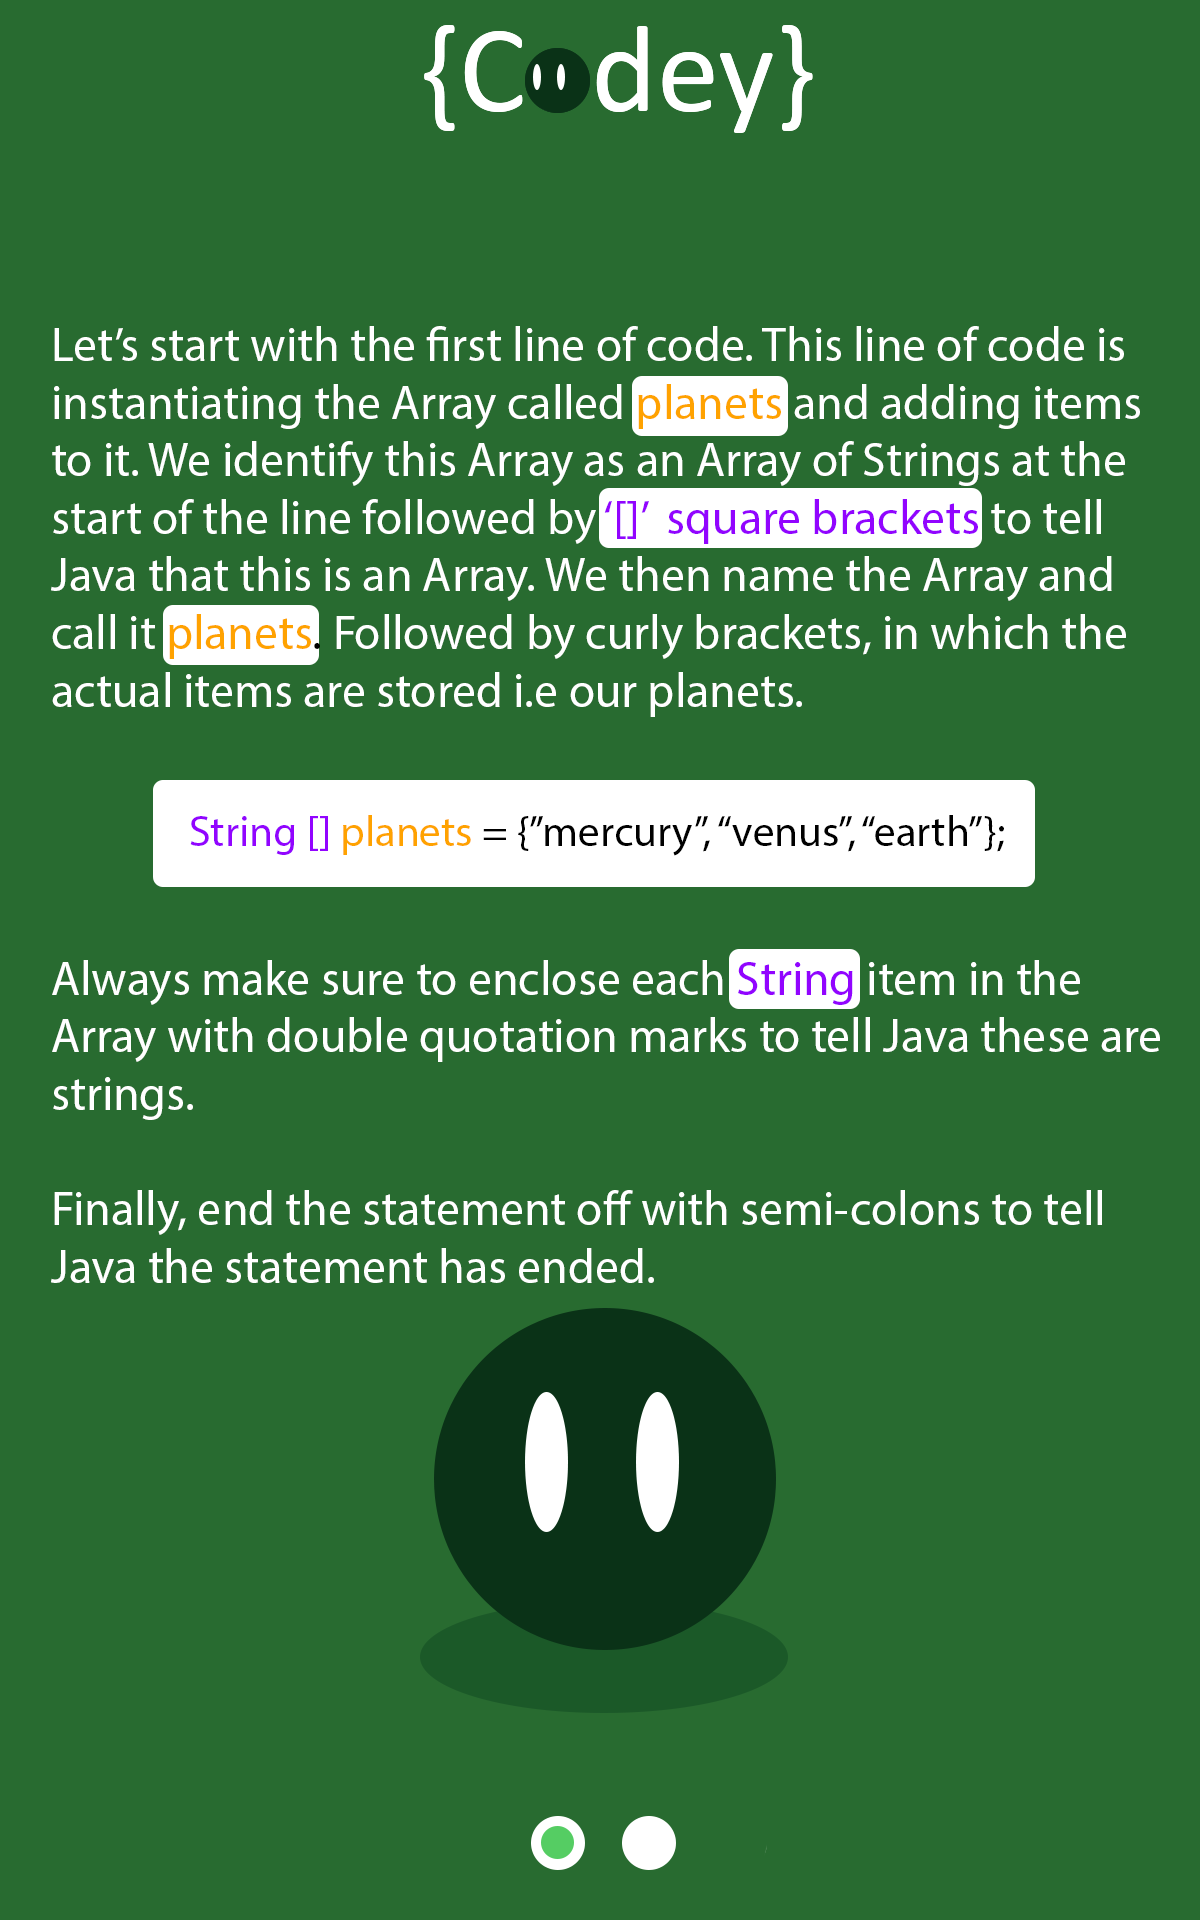 {Codey}
Let’s start with the first line of code. This line of code is
instantiating the Array called planets and adding items
to it. We identify this Array as an Array of Strings at the
start of the line followed by ‘[]’ square brackets to tell
Java that this is an Array. We then name the Array and
call it planets. Followed by curly brackets, in which the
actual items are stored i.e our planets.
String [] planets = {”mercury”, “venus”, “earth”};
Always make sure to enclose each String item in the
Array with double quotation marks to tell Java these are
strings.
Finally, end the statement off with semi-colons to tell
Java the statement has ended.